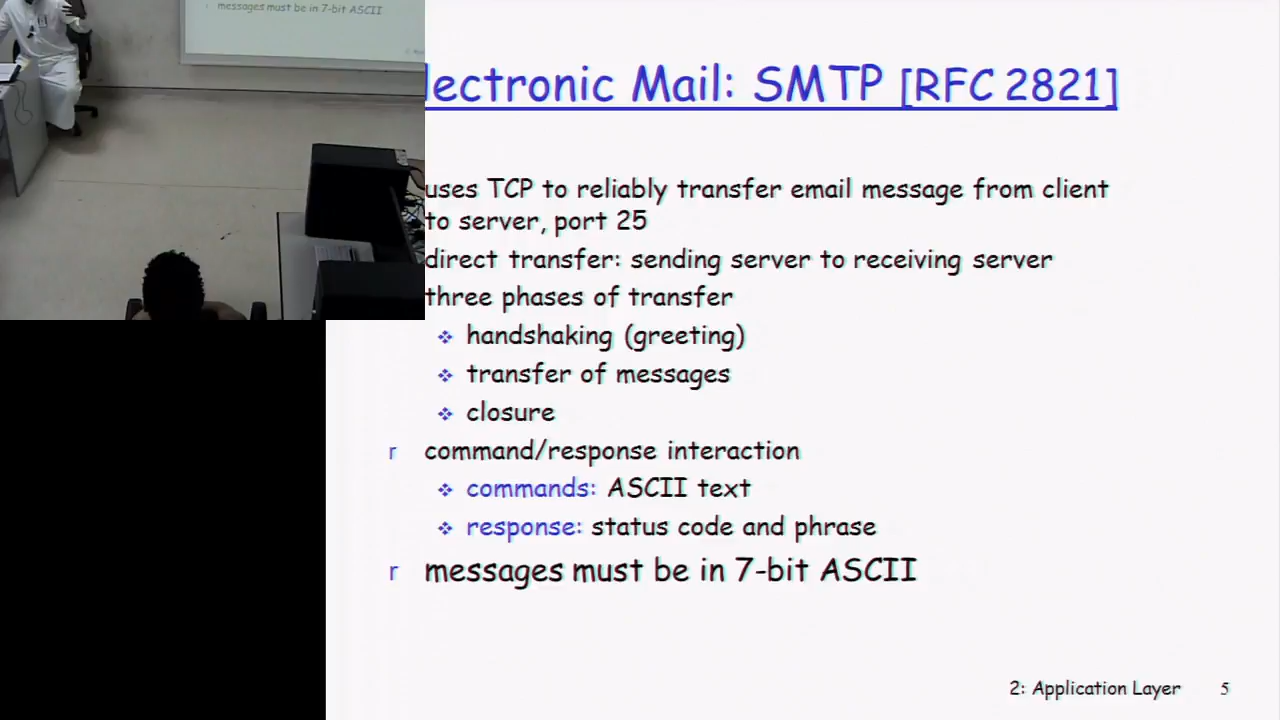 messages must be in 7-bit ASCII
lectronic Mail: SMTP [RFC 2821]
uses TCP to reliably transfer email message from client
to server, port 25
direct transfer: sending server to receiving server
three phases of transfer
❖ handshaking (greeting)
❖ transfer of messages
❖ closure
r command/response interaction
❖ commands: ASCII text
❖ response: status code and phrase
r messages must be in 7-bit ASCII
2: Application Layer 5